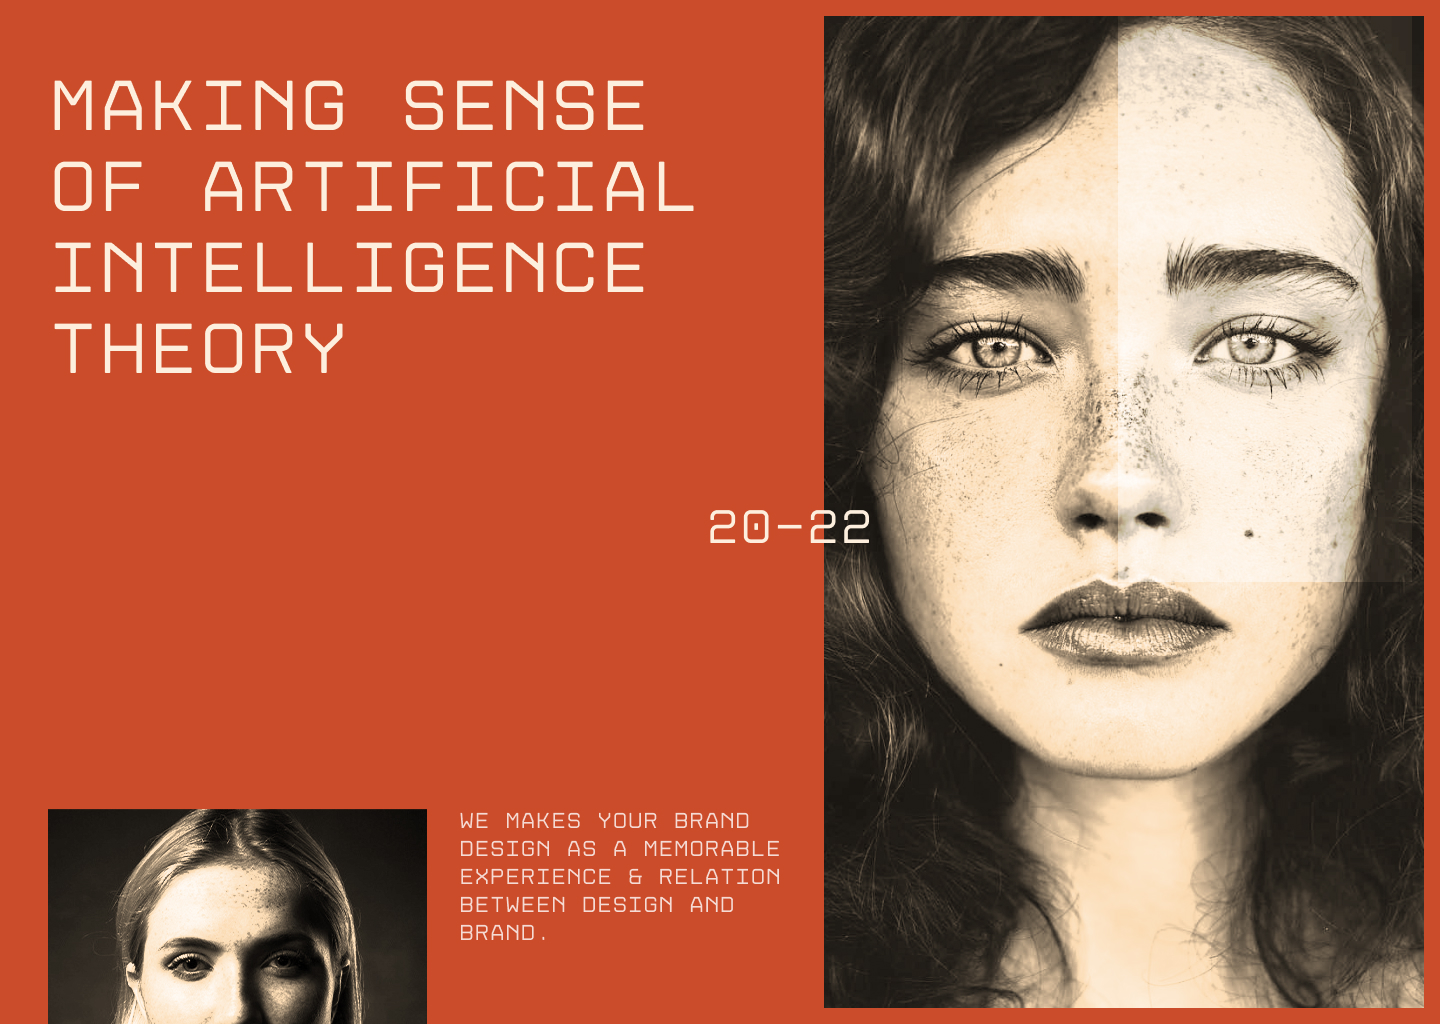 MAKING SENSE
OF ARTIFICIAL
INTELLIGENCE
THEORY
20-22
WE MAKES YOUR BRAND
DESIGN AS A MEMORABLE
EXPERIENCE & RELATION
BETWEEN DESIGN AND
BRAND.